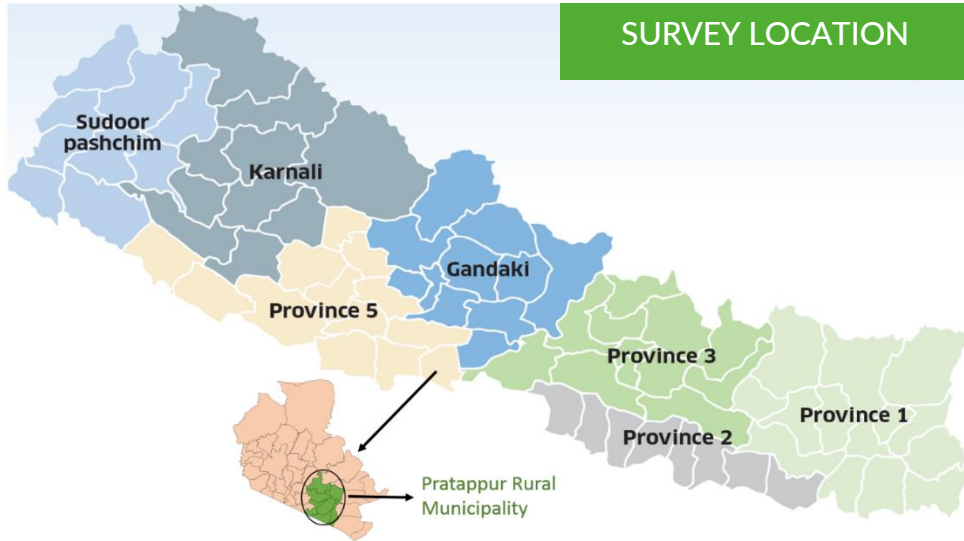 SURVEY LOCATION
Sudoor
pashchim
Karnali
Gandaki
Province 5
Province 3
Province 1
Province 2
Pratappur Rural
Municipality